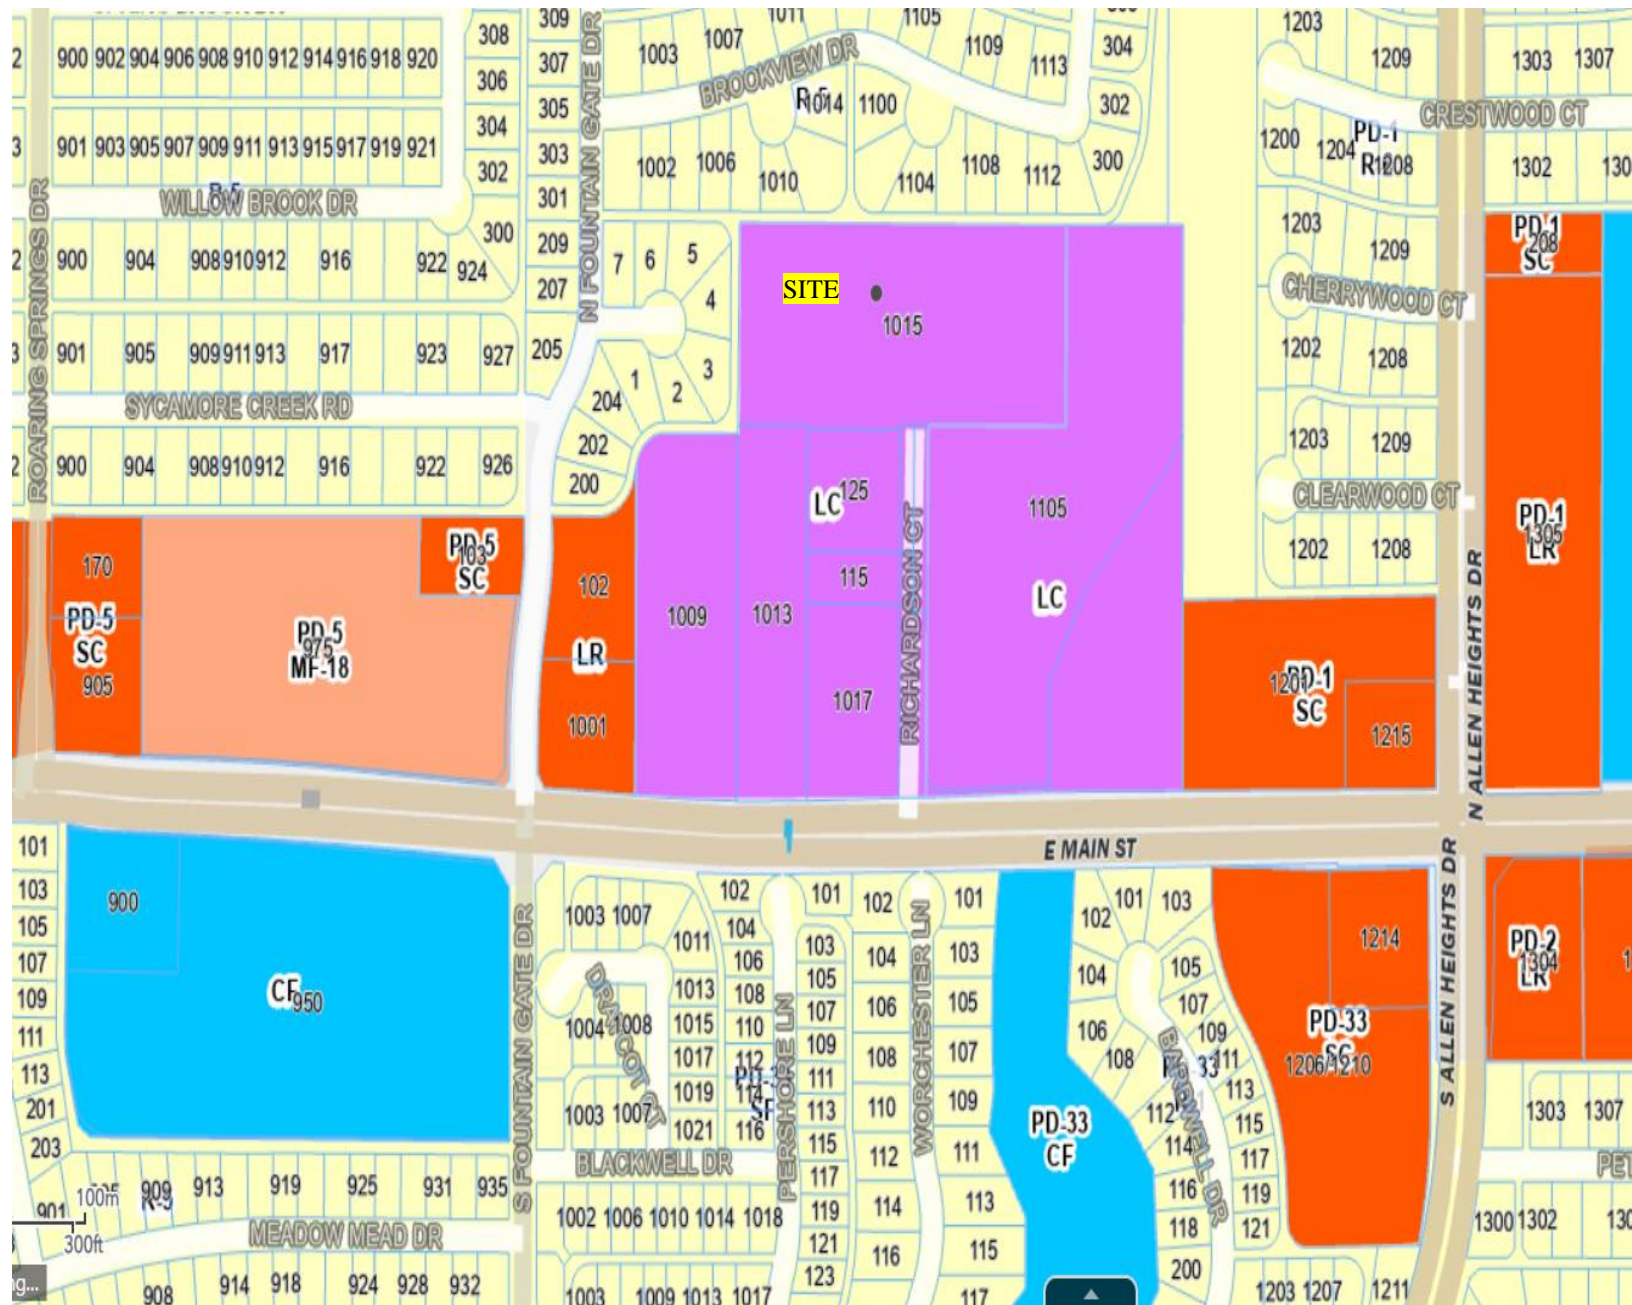 309
1011
1105
1203
308
1007
304
900 902 904 906 908 910 912 914 916 918 920
307
1003
1109
1113
1209
1303 1307
306
BROOKVIEW DR
305
1014 1100
302
CRESTWOOD CT
304
PD-1
901 903 905 907 909 911 913 915 917 919 921
303
1200 1204
1208
302
1002 1006 1010
1104 1108 1112 300
1302
WILLOW BROOK DR
301
N FOUNTAIN GATE DR
300
209
1203
PD-1
208
SC
900 904 908 910 912 916 922 924
7 6 5
1209
207
4
SITE
CHERRYWOOD CT
1015
901 905 909 911 913 917 923 927
205
1202 1208
3
1 2
204
SYCAMORE CREEK RD
ROARING SPRINGS DR
202
1203 1209
900 904 908 910 912 916 922 926
200
LC
125
1105
CLEARWOOD CT
PD-1
1305
LR
PD-5
103
SC
1202 1208
170
102
115
RICHARDSON CT
LC
N ALLEN HEIGHTS DR
PD-5
SC
905
PD-5
975
MF-18
LR
1009
1013
1017
1201
PD-1
SC
1001
1215
101
E MAIN ST
S ALLEN HEIGHTS DR
103
900
105
107
109
CF
950
111
113
201
203
S FOUNTAIN GATE DR
1003 1007
1011
102
101
102
101
102
101
103
104
103
104
103
1214
PD-2
1304
LR
106
105
104
105
DRASCOT CT
1013
108
107
106
105
107
1004 1008
1015
110
109
106
109
PD-33
SC
1206/1210
1017
112
111
108
107
108
111
1019
114
113
110
109
112
113
1003 1007
1021
116
115
PD-33
CF
114
115
1303 1307
BLACKWELL DR
PERSHORE LN
117
WORCHESTER LN
112
111
BARDWELL DR
117
901
909 913 919 925 931 935
119
114
113
116
119
100m
300ft
MEADOW MEAD DR
1002 1006 1010 1014 1018
121
116
115
118
121
1300 1302
908 914 918 924 928 932
123
117
200
1003 1009 1013 1017
1203 1207 1211